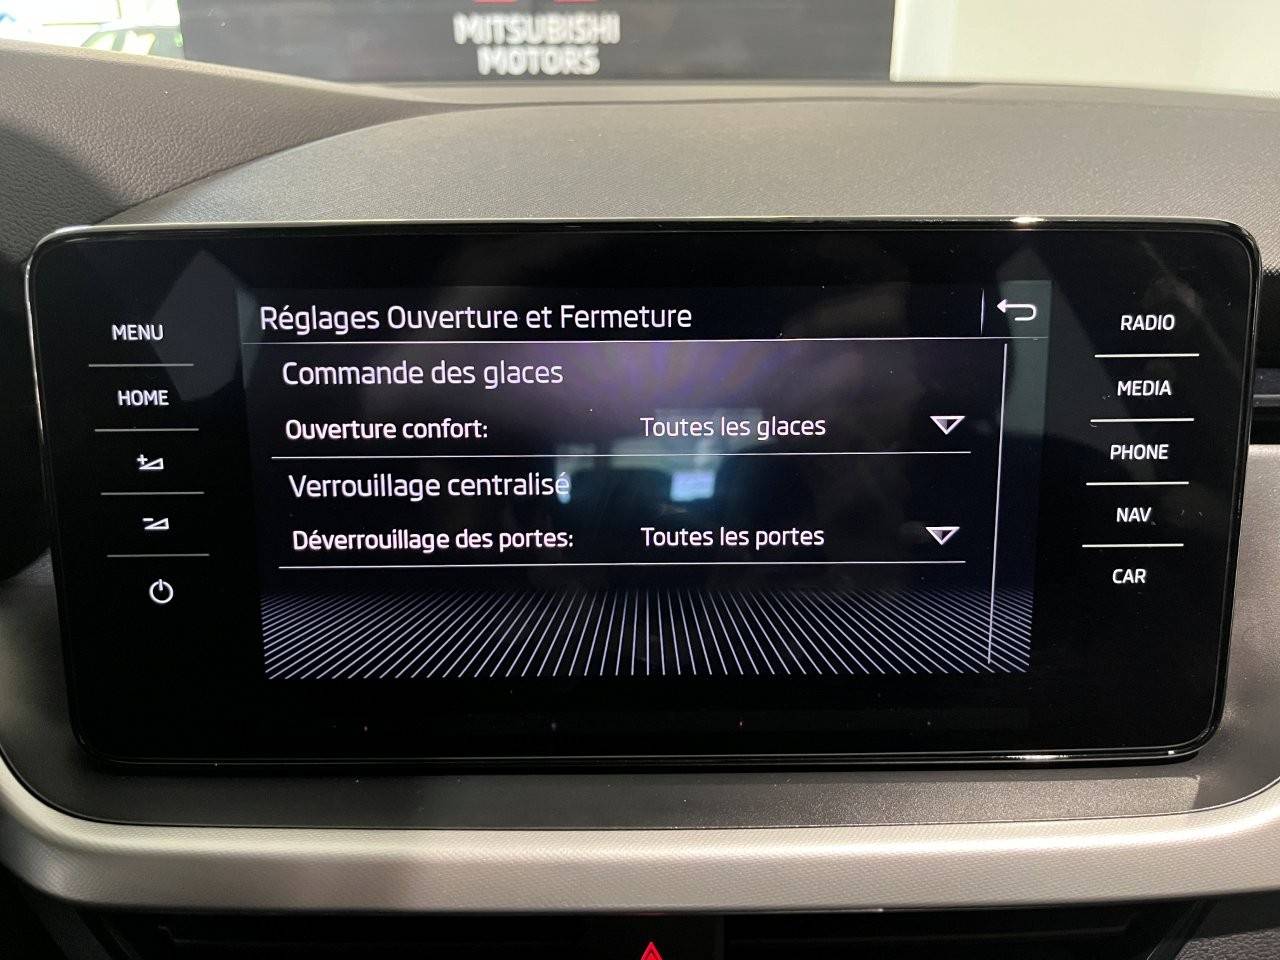 MITSUBISHI
MOTORS
MENU
HOME
Réglages Ouverture et Fermeture
Commande des glaces
Ouverture confort: Toutes les glaces
Verrouillage centralisé
Déverrouillage des portes: Toutes les portes
RADIO
MEDIA
PHONE
NAV
CAR